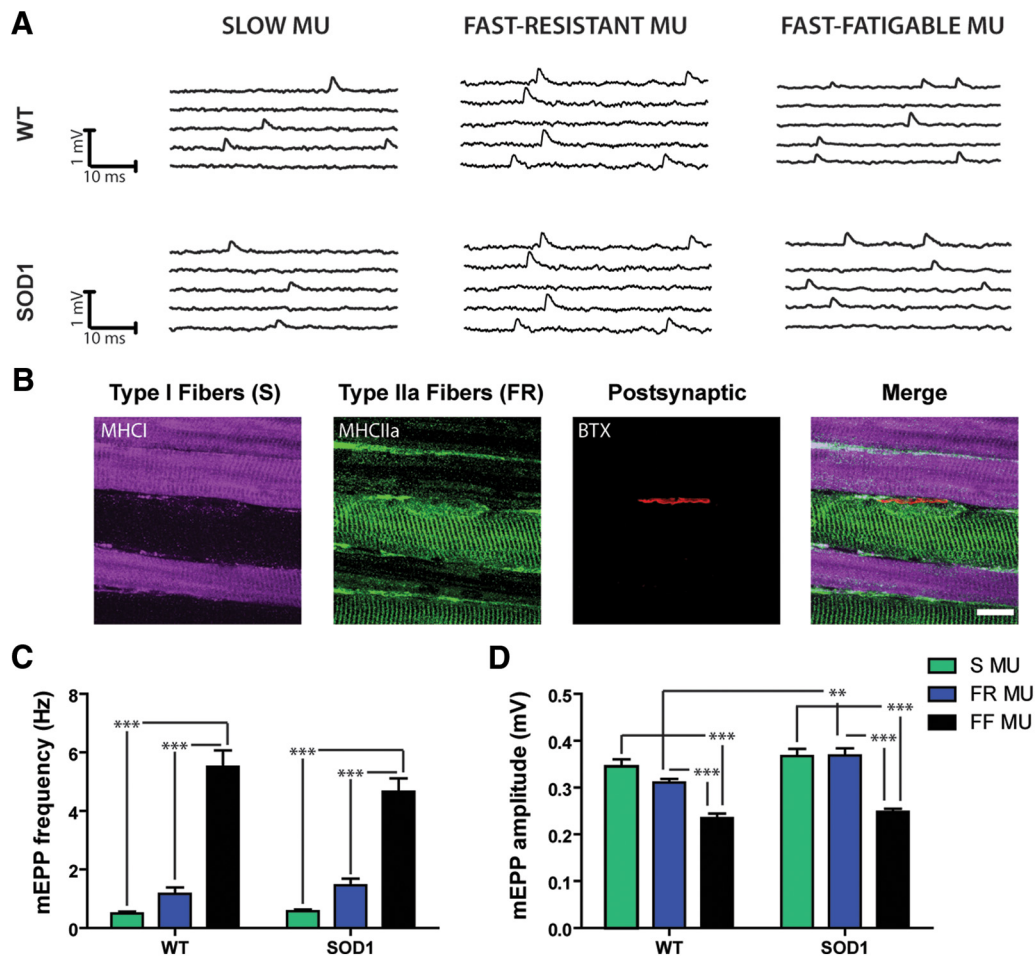 A
SLOW MU
FAST-RESISTANT MU
FAST-FATIGABLE MU
WT
1 mV
10 ms
SOD1
1 mV
10 ms
B
Type I Fibers (S)
Type IIa Fibers (FR)
Postsynaptic
Merge
MHCI
MHCIIa
BTX
C
D
S MU
FR MU
FF MU
mEPP frequency (Hz)
8
6
4
2
0
***
***
***
***
WT
SOD1
mEPP amplitude (mV)
0.5
0.4
0.3
0.2
0.1
0.0
**
***
***
***
***
WT
SOD1